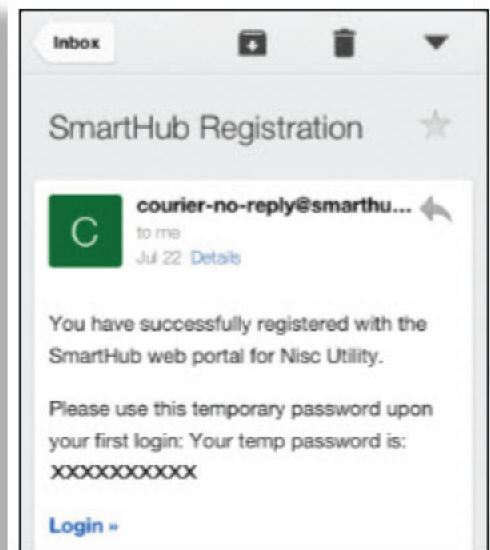 Inbox
SmartHub Registration
C
courier-no-reply@smarthu...
to me
Jul 22 Details
You have successfully registered with the
SmartHub web portal for Nisc Utility.
Please use this temporary password upon
your first login: Your temp password is:
XXXXXXXXXX
Login »